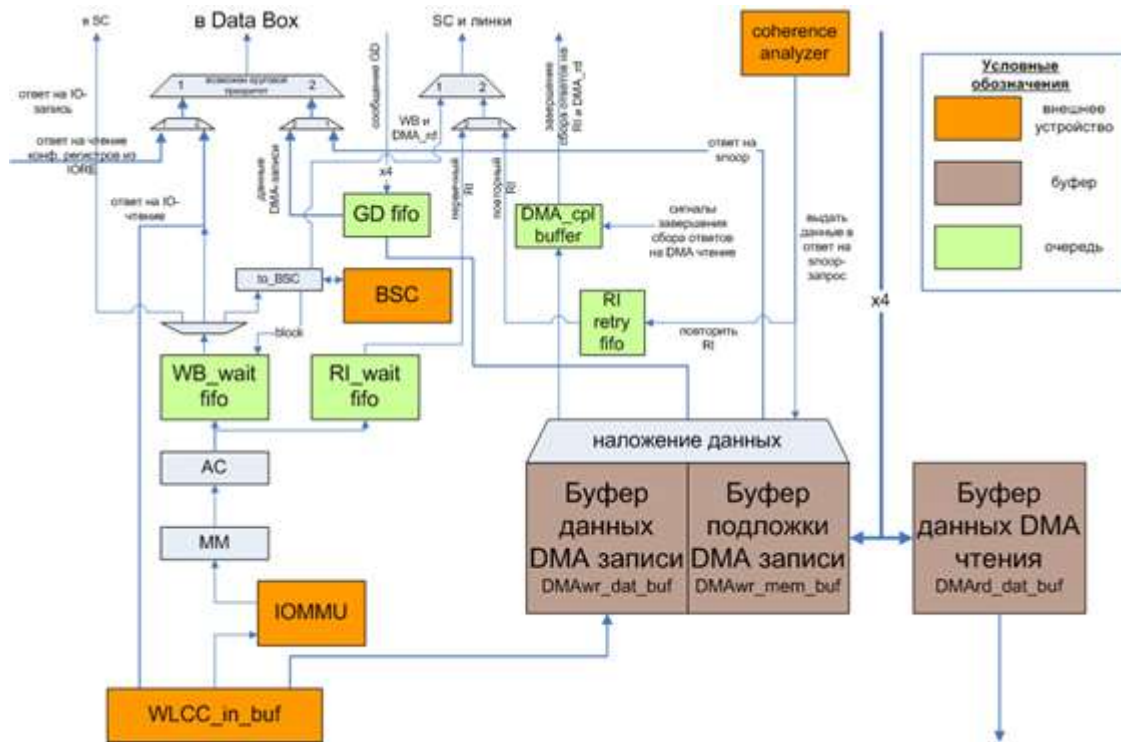 в SC
в Data Box
SC и линки
coherence
analyzer
Условные
обозначения
внешнее
устройство
буфер
очередь
возможен круговой
приоритет
1
2
1
2
ответ на IO-
запись
сообщение GD
WB и
DMA_rd
завершение
сбора ответов на
RI и DMA_rd
ответ на чтение
конф. регистров из
IORE
данные
DMA-записи
x4
первичный
RI
повторный
RI
ответ на
snoop
ответ на IO-
чтение
GD fifo
DMA_cpl
buffer
сигналы
завершения
сбора ответов
на DMA чтение
выдать
данные в
ответ на
snoop-
запрос
x4
to_BSC
BSC
RI
retry
fifo
повторить
RI
block
WB_wait
fifo
RI_wait
fifo
наложение данных
AC
MM
Буфер
данных
DMA записи
DMAwr_dat_buf
Буфер
подложки
DMA записи
DMAwr_mem_buf
Буфер
данных DMA
чтения
DMArd_dat_buf
IOMMU
WLCC_in_buf